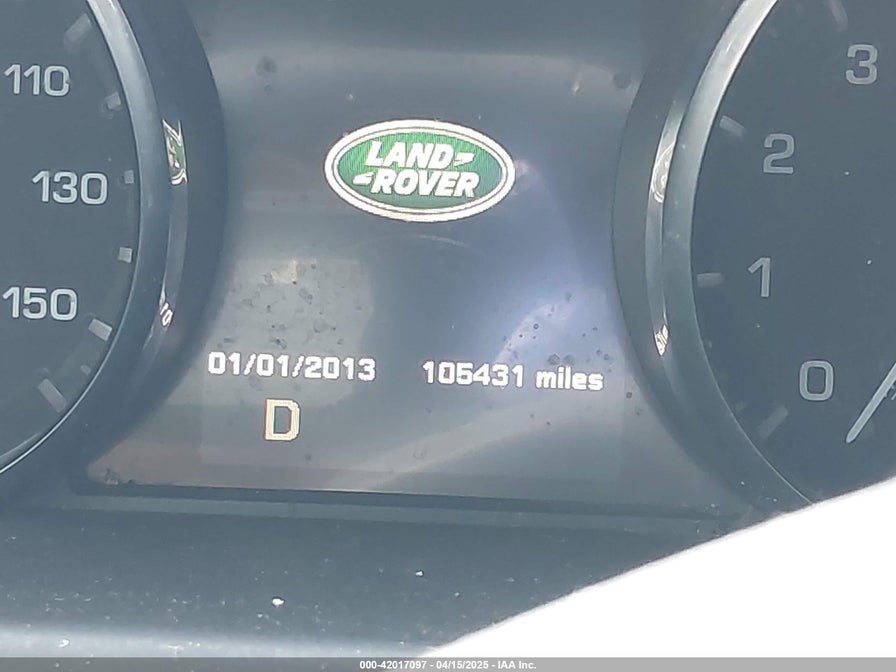 110
130
150
LAND
ROVER
01/01/2013
105431 miles
D
3
2
1
0
000-42017097 - 04/15/2025 - IAA Inc.